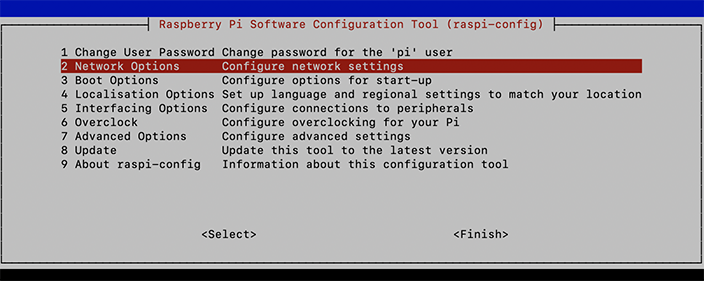 Raspberry Pi Software Configuration Tool (raspi-config)
1 Change User Password Change password for the 'pi' user
2 Network Options Configure network settings
3 Boot Options Configure options for start-up
4 Localisation Options Set up language and regional settings to match your location
5 Interfacing Options Configure connections to peripherals
6 Overclock Configure overclocking for your Pi
7 Advanced Options Configure advanced settings
8 Update Update this tool to the latest version
9 About raspi-config Information about this configuration tool
<Select> <Finish>